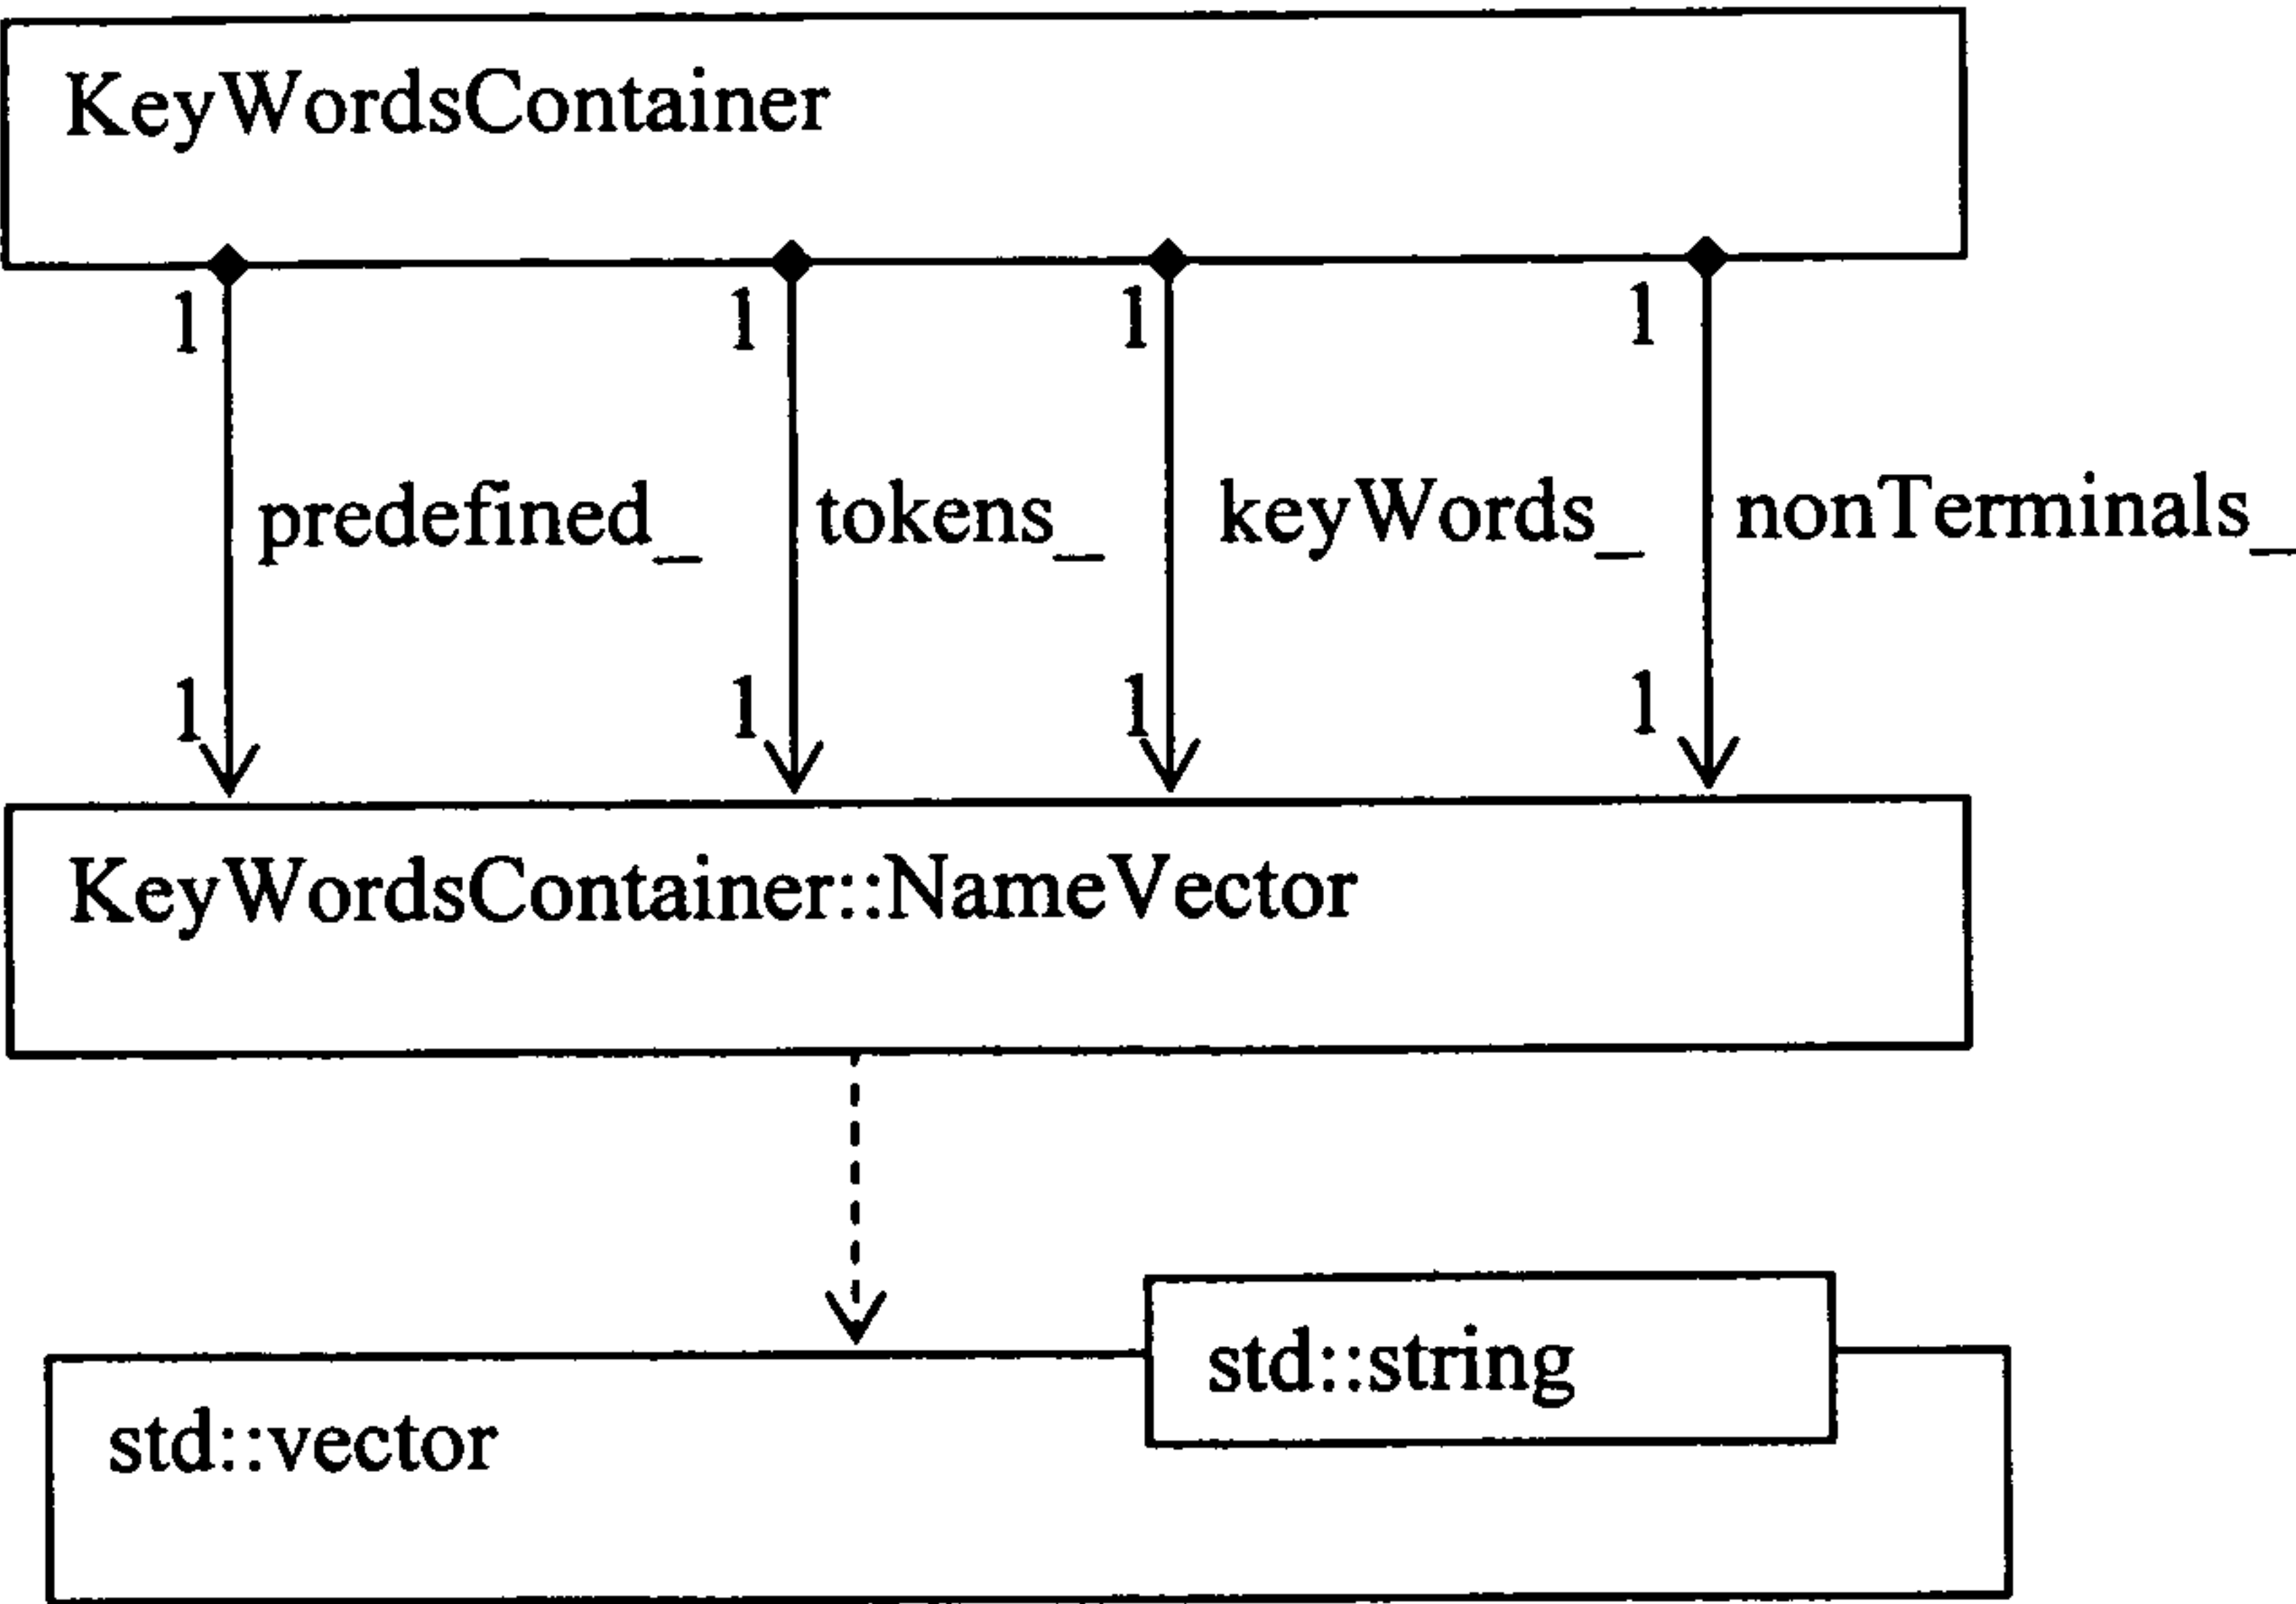 KeyWordsContainer
1 1 1 1
predefined_ tokens_ keyWords_ nonTerminals_
1 1 1 1
KeyWordsContainer::NameVector
std::string
std::vector